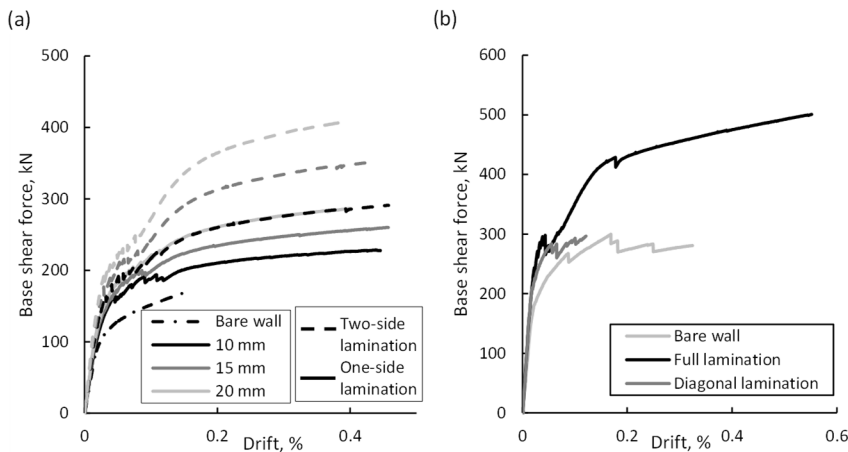 (a)
Base shear force, kN
500
400
300
200
100
0
0
0.2
0.4
Drift, %
Bare wall
10 mm
15 mm
20 mm
Two-side
lamination
One-side
lamination
(b)
Base shear force, kN
600
500
400
300
200
100
0
0
0.2
0.4
0.6
Drift, %
Bare wall
Full lamination
Diagonal lamination